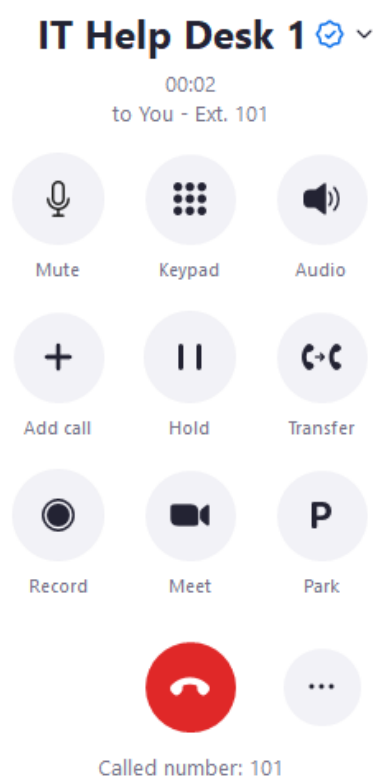 IT Help Desk 1
00:02
to You - Ext. 101
Mute Keypad Audio
Add call Hold Transfer
P
Record Meet Park
Called number: 101